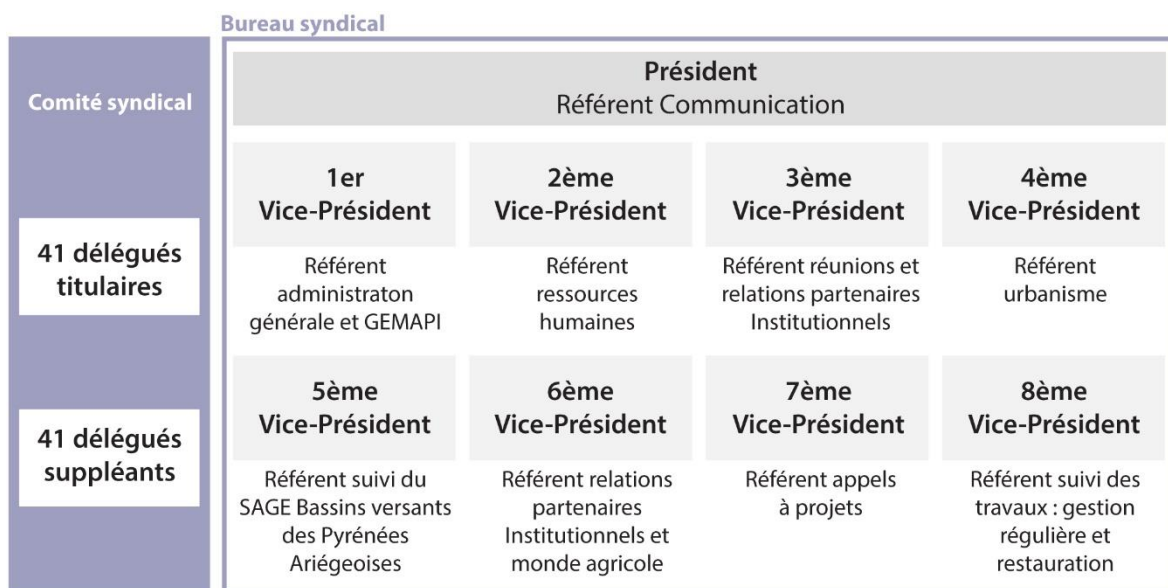 Bureau syndical
Comité syndical
41 délégués
titulaires
41 délégués
suppléants
Président
Référent Communication
1er
Vice-Président
Référent
administraton
générale et GEMAPI
2ème
Vice-Président
Référent
ressources
humaines
3ème
Vice-Président
Référent réunions et
relations partenaires
Institutionnels
4ème
Vice-Président
Référent
urbanisme
5ème
Vice-Président
Référent suivi du
SAGE Bassins versants
des Pyrénées
Ariégeoises
6ème
Vice-Président
Référent relations
partenaires
Institutionnels et
monde agricole
7ème
Vice-Président
Référent appels
à projets
8ème
Vice-Président
Référent suivi des
travaux : gestion
régulière et
restauration